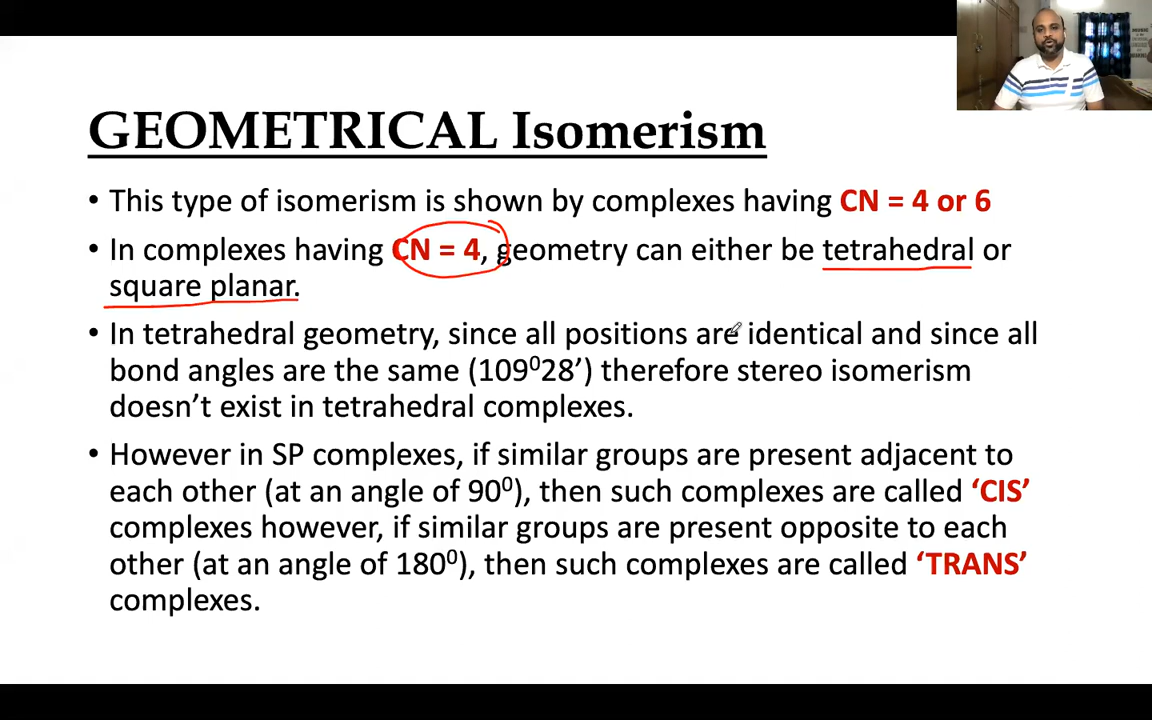 GEOMETRICAL Isomerism
• This type of isomerism is shown by complexes having CN = 4 or 6
• In complexes having CN = 4, geometry can either be tetrahedral or
square planar.
• In tetrahedral geometry, since all positions are identical and since all
bond angles are the same (109⁰28’) therefore stereo isomerism
doesn’t exist in tetrahedral complexes.
• However in SP complexes, if similar groups are present adjacent to
each other (at an angle of 90⁰), then such complexes are called ‘CIS’
complexes however, if similar groups are present opposite to each
other (at an angle of 180⁰), then such complexes are called ‘TRANS’
complexes.